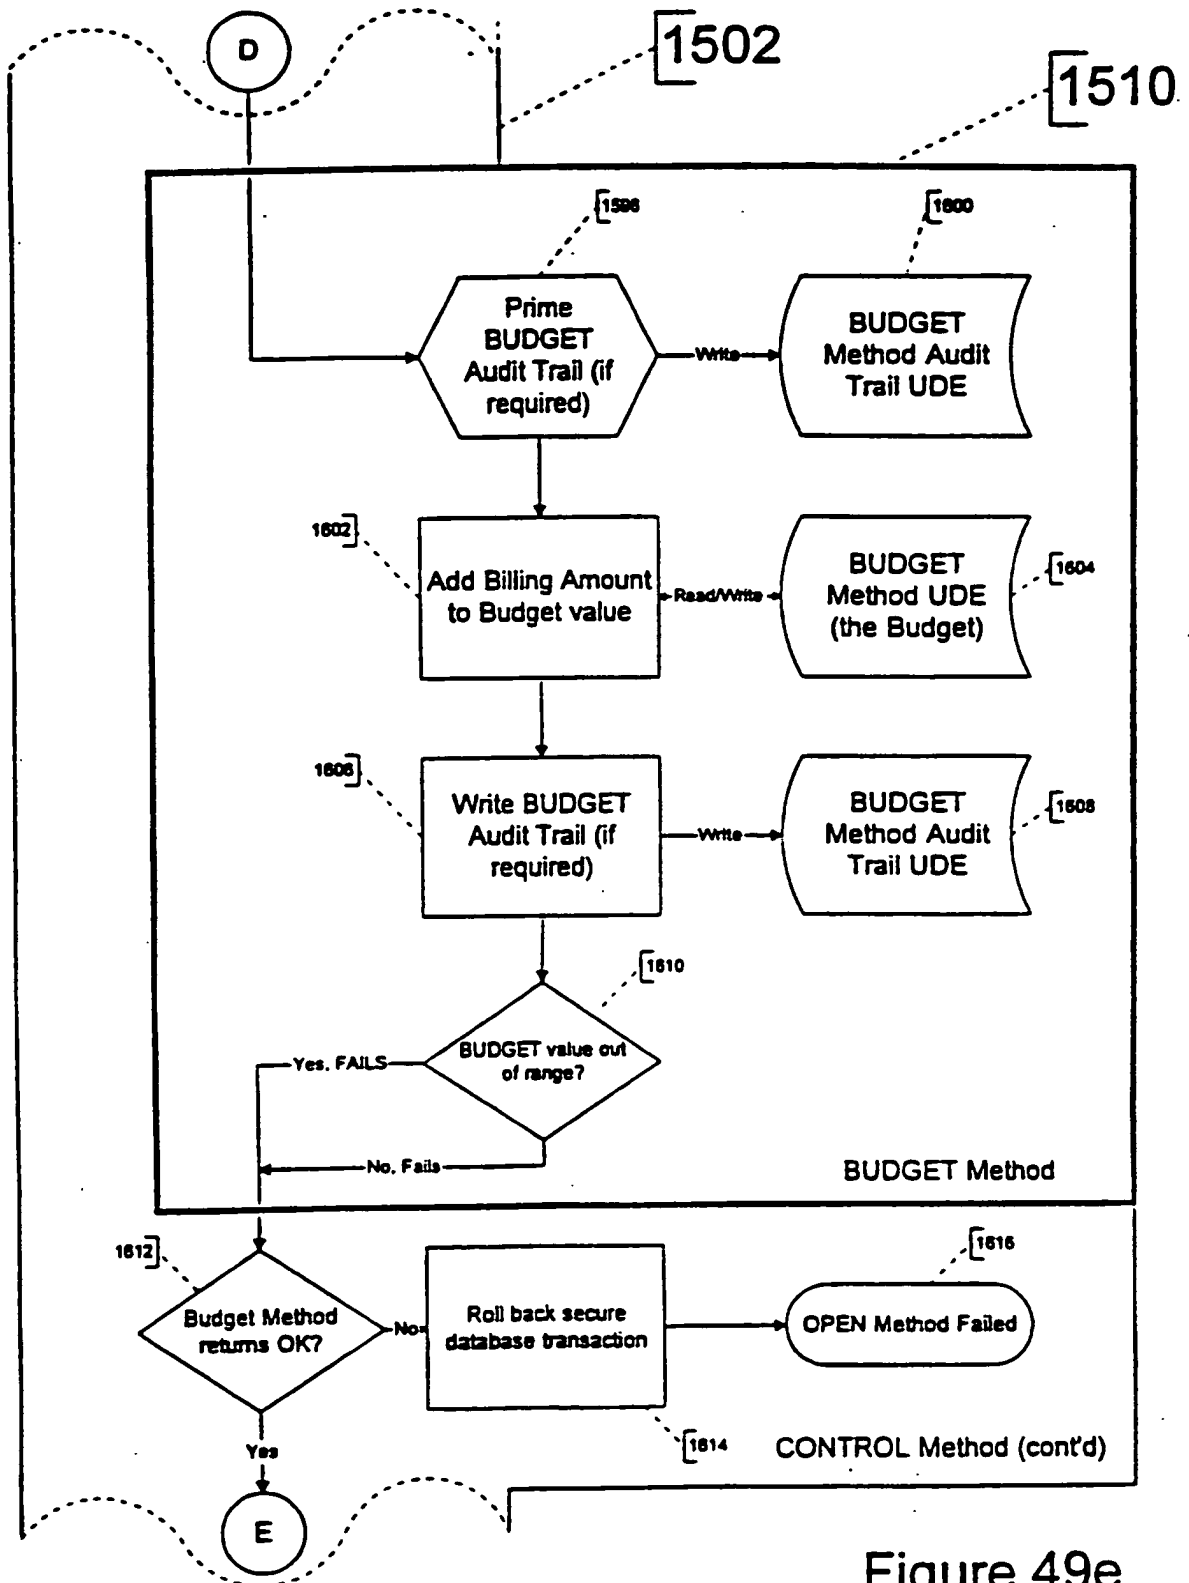 D
1502
1510
1596
1600
Prime
BUDGET
Audit Trail (if
required)
Write
BUDGET
Method Audit
Trail UDE
1602
Add Billing Amount
to Budget value
Read/Write
BUDGET
Method UDE
(the Budget)
1604
1606
Write BUDGET
Audit Trail (if
required)
Write
BUDGET
Method Audit
Trail UDE
1608
1610
BUDGET value out
of range?
Yes, FAILS
No, Fails
BUDGET Method
1612
Budget Method
returns OK?
No
Roll back secure
database transaction
1616
OPEN Method Failed
1614
CONTROL Method (cont'd)
Yes
E
Figure 49e